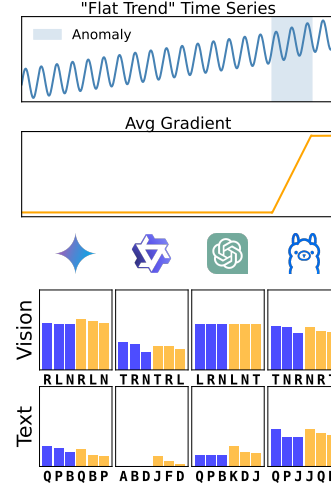 "Flat Trend" Time Series
Anomaly
Avg Gradient
Vision
R L N R L N
T R N T R L
L R N L N T
T N R N R
Text
Q P B Q B P
A B D J F D
Q P B K D J
Q P J J Q